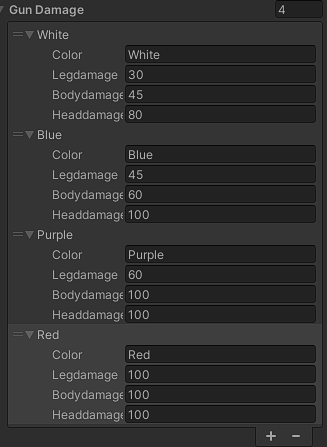 Gun Damage 4
White
Color White
Legdamage 30
Bodydamage 45
Headdamage 80
Blue
Color Blue
Legdamage 45
Bodydamage 60
Headdamage 100
Purple
Color Purple
Legdamage 60
Bodydamage 100
Headdamage 100
Red
Color Red
Legdamage 100
Bodydamage 100
Headdamage 100
+ −